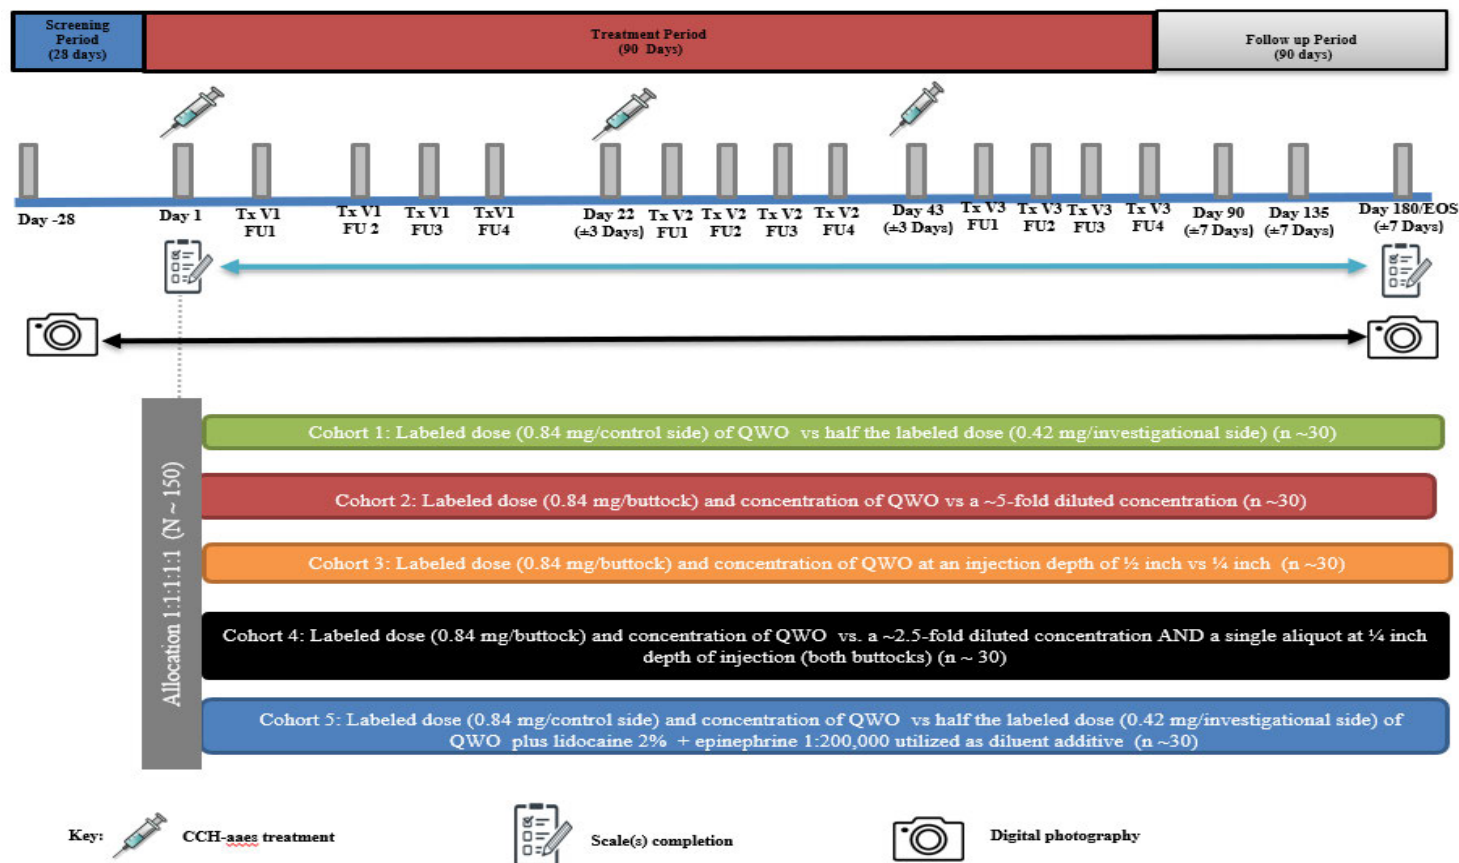 Screening
Period
(28 days)
Treatment Period
(90 Days)
Follow up Period
(90 days)
Day -28
Day 1
Tx V1
FU1
Tx V1
FU 2
Tx V1
FU3
TxV1
FU4
Day 22
(±3 Days)
Tx V2
FU1
Tx V2
FU2
Tx V2
FU3
Tx V2
FU4
Day 43
(±3 Days)
Tx V3
FU1
Tx V3
FU2
Tx V3
FU3
Tx V3
FU4
Day 90
(±7 Days)
Day 135
(±7 Days)
Day 180/EOS
(±7 Days)
Allocation 1:1:1:1:1 (N ~ 150)
Cohort 1: Labeled dose (0.84 mg/control side) of QWO vs half the labeled dose (0.42 mg/investigational side) (n ~30)
Cohort 2: Labeled dose (0.84 mg/buttock) and concentration of QWO vs a ~5-fold diluted concentration (n ~30)
Cohort 3: Labeled dose (0.84 mg/buttock) and concentration of QWO at an injection depth of ½ inch vs ¼ inch (n ~30)
Cohort 4: Labeled dose (0.84 mg/buttock) and concentration of QWO vs. a ~2.5-fold diluted concentration AND a single aliquot at ¼ inch
depth of injection (both buttocks) (n ~ 30)
Cohort 5: Labeled dose (0.84 mg/control side) and concentration of QWO vs half the labeled dose (0.42 mg/investigational side) of
QWO plus lidocaine 2% + epinephrine 1:200,000 utilized as diluent additive (n ~30)
Key:
CCH-aaes treatment
Scale(s) completion
Digital photography